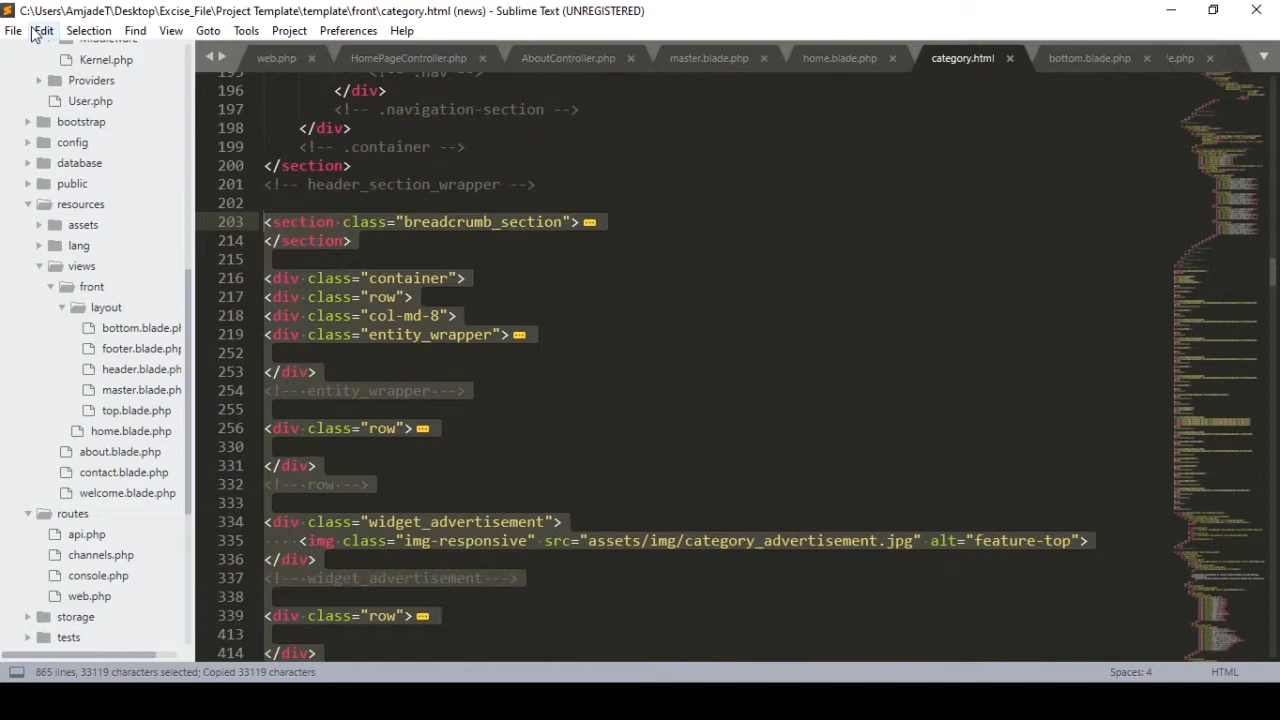 C:\Users\AmjadeT\Desktop\Excise_File\Project Template\template\front\category.html (news) - Sublime Text (UNREGISTERED)
File Edit Selection Find View Goto Tools Project Preferences Help
web.php HomePageController.php AboutController.php master.blade.php home.blade.php category.html bottom.blade.php e.php
Middleware
Kernel.php
Providers
User.php
bootstrap
config
database
public
resources
assets
lang
views
front
layout
bottom.blade.ph
footer.blade.php
header.blade.php
master.blade.ph
top.blade.php
home.blade.php
about.blade.php
contact.blade.php
welcome.blade.php
routes
api.php
channels.php
console.php
web.php
storage
tests
195 <!-- .nav -->
196 </div>
197 <!-- .navigation-section -->
198 </div>
199 <!-- .container -->
200 </section>
201 <!-- header_section_wrapper -->
202
203 <section class="breadcrumb_section">
214 </section>
215
216 <div class="container">
217 <div class="row">
218 <div class="col-md-8">
219 <div class="entity_wrapper">
252
253 </div>
254 <!-- entity_wrapper -->
255
256 <div class="row">
330
331 </div>
332 <!-- row -->
333
334 <div class="widget_advertisement">
335 <img class="img-responsive" src="assets/img/category_advertisement.jpg" alt="feature-top">
336 </div>
337 <!-- widget_advertisement -->
338
339 <div class="row">
413
414 </div>
865 lines, 33119 characters selected; Copied 33119 characters Spaces: 4 HTML